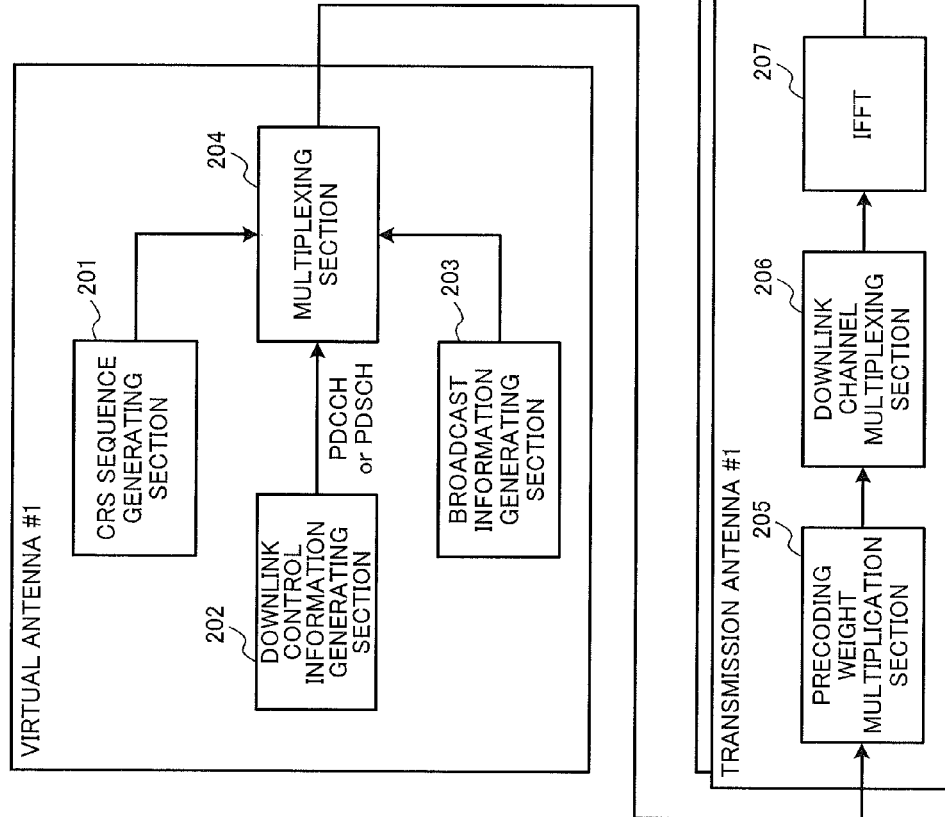 VIRTUAL ANTENNA #1
201
CRS SEQUENCE
GENERATING
SECTION
202
DOWNLINK
CONTROL
INFORMATION
GENERATING
SECTION
PDCCH
or PDSCH
204
MULTIPLEXING
SECTION
203
BROADCAST
INFORMATION
GENERATING
SECTION
TRANSMISSION ANTENNA #1
205
PRECODING
WEIGHT
MULTIPLICATION
SECTION
206
DOWNLINK
CHANNEL
MULTIPLEXING
SECTION
207
IFFT